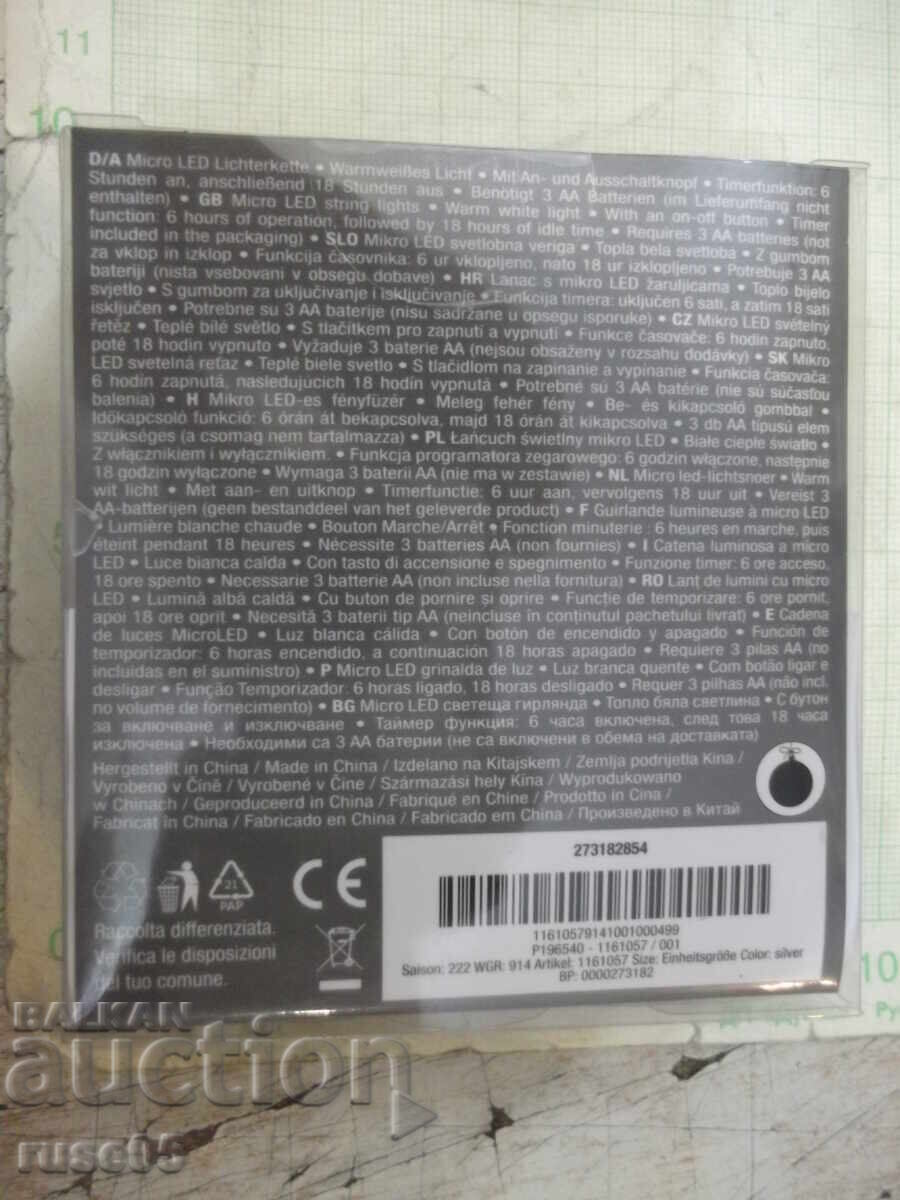 11
10
D/A Micro LED Lichterkette • Warmweißes Licht • Mit An- und Ausschaltknopf • Timerfunktion: 6
Stunden an, anschließend 18 Stunden aus • Benötigt 3 AA Batterien (im Lieferumfang nicht
enthalten) • GB Micro LED string lights • Warm white light • With an on-off button • Timer
function: 6 hours of operation, followed by 18 hours of idle time • Requires 3 AA batteries (not
included in the packaging) • SLO Mikro LED svetlobna veriga • Topla bela svetloba • Z gumbom
za vklop in izklop • Funkcija časovnika: 6 ur vklopljeno, nato 18 ur izklopljeno • Potrebuje 3 AA
bateriji (nista vsebovani v obsegu dobave) • HR Lanac s mikro LED žaruljicama • Toplo bijelo
svjetlo • S gumbom za uključivanje i isključivanje • Funkcija timera: uključen 6 sati, a zatim 18 sati
isključen • Potrebne su 3 AA baterije (nisu sadržane u opsegu isporuke) • CZ Mikro LED světelný
řetěz • Teplé bílé světlo • S tlačítkem pro zapnutí a vypnutí • Funkce časovače: 6 hodin zapnuto,
poté 18 hodin vypnuto • Vyžaduje 3 baterie AA (nejsou obsaženy v rozsahu dodávky) • SK Mikro
LED svetelná reťaz • Teplé biele svetlo • S tlačidlom na zapínanie a vypínanie • Funkcia časovača:
6 hodín zapnutá, nasledujúcich 18 hodín vypnutá • Potrebné sú 3 AA batérie (nie sú súčasťou
balenia) • H Mikro LED-es fényfüzér • Meleg fehér fény • Be- és kikapcsoló gombbal •
Időkapcsoló funkció: 6 órán át bekapcsolva, majd 18 órán át kikapcsolva • 3 db AA típusú elem
szükséges (a csomag nem tartalmazza) • PL Łańcuch świetlny mikro LED • Białe ciepłe światło •
Z włącznikiem i wyłącznikiem. • Funkcja programatora zegarowego: 6 godzin włączone, następnie
18 godzin wyłączone • Wymaga 3 baterii AA (nie ma w zestawie) • NL Micro led-lichtsnoer • Warm
wit licht • Met aan- en uitknop • Timerfunctie: 6 uur aan, vervolgens 18 uur uit • Vereist 3
AA-batterijen (geen bestanddeel van het geleverde product) • F Guirlande lumineuse à micro LED
• Lumière blanche chaude • Bouton Marche/Arrêt • Fonction minuterie : 6 heures en marche, puis
éteint pendant 18 heures • Nécessite 3 batteries AA (non fournies) • I Catena luminosa a micro
LED • Luce bianca calda • Con tasto di accensione e spegnimento • Funzione timer: 6 ore acceso,
18 ore spento • Necessarie 3 batterie AA (non incluse nella fornitura) • RO Lanț de lumini cu micro
LED • Lumină albă caldă • Cu buton de pornire și oprire • Funcție de temporizare: 6 ore pornit,
apoi 18 ore oprit • Necesită 3 baterii tip AA (neincluse în conținutul pachetului livrat) • E Cadena
de luces MicroLED • Luz blanca cálida • Con botón de encendido y apagado • Función de
temporizador: 6 horas encendido, a continuación 18 horas apagado • Requiere 3 pilas AA (no
incluidas en el suministro) • P Micro LED grinalda de luz • Luz branca quente • Com botão ligar e
desligar • Função Temporizador: 6 horas ligado, 18 horas desligado • Requer 3 pilhas AA (não incl.
no volume de fornecimento) • BG Micro LED светеща гирлянда • Топло бяла светлина • С бутон
за включване и изключване • Таймер функция: 6 часа включена, след това 18 часа
изключена • Необходими са 3 AA батерии (не са включени в обема на доставката)
Hergestellt in China / Made in China / Izdelano na Kitajskem / Zemlja podrijetla Kina /
Vyrobeno v Číně / Vyrobené v Číne / Származási hely Kína / Wyprodukowano
w Chinach / Geproduceerd in China / Fabriqué en Chine / Prodotto in Cina /
Fabricat in China / Fabricado en China / Fabricado em China / Произведено в Китай
21
PAP
CE
Raccolta differenziata.
Verifica le disposizioni
del tuo comune.
273182854
11610579141001000499
P196540 - 1161057 / 001
Saison: 222 WGR: 914 Artikel: 1161057 Size: Einheitsgröße Color: silver
BP: 0000273182
10
BALKAN
auction
rusc05